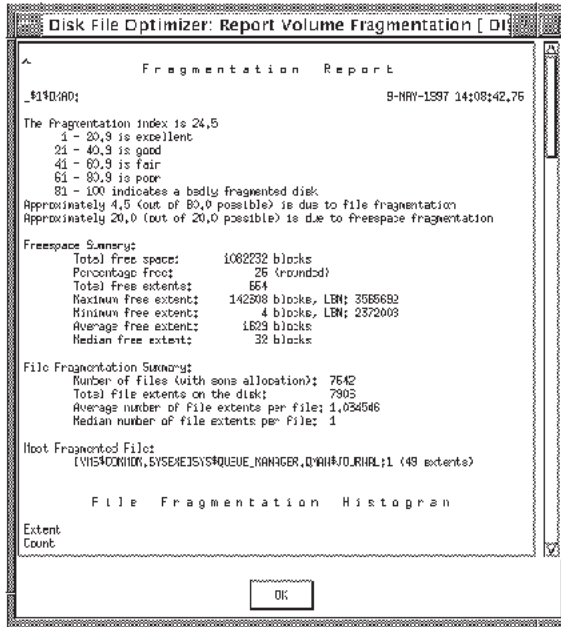 Disk File Optimizer: Report Volume Fragmentation [ DI
Fragmentation Report
_$1$DKA0: 9-MAY-1997 14:08:42.76
The fragmentation index is 24.5
1 - 20.9 is excellent
21 - 40.9 is good
41 - 60.9 is fair
61 - 80.9 is poor
81 - 100 indicates a badly fragmented disk
Approximately 4.5 (out of 80.0 possible) is due to file fragmentation
Approximately 20.0 (out of 20.0 possible) is due to freespace fragmentation
Freespace Summary:
Total free space: 1082232 blocks
Percentage free: 26 (rounded)
Total free extents: 664
Maximum free extent: blocks, LBN:
Minimum free extent: 4 blocks, LBN: 2372003
Average free extent: 1629 blocks
Median free extent: 32 blocks
File Fragmentation Summary:
Number of files (with some allocation): 7642
Total file extents on the disk: 7906
Average number of file extents per file: 1.034546
Median number of file extents per file: 1
Most Fragmented File:
[VMS$COMMON.SYSEXE]SYS$QUEUE_MANAGER.QMAN$JOURNAL;1 (49 extents)
File Fragmentation Histogram
Extent
Count
OK